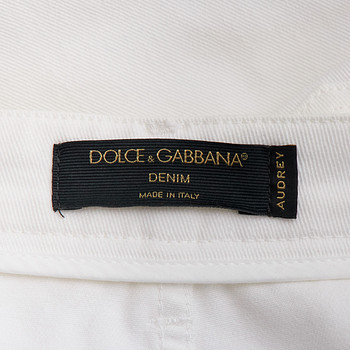 DOLCE & GABBANA
DENIM
MADE IN ITALY
AUDREY